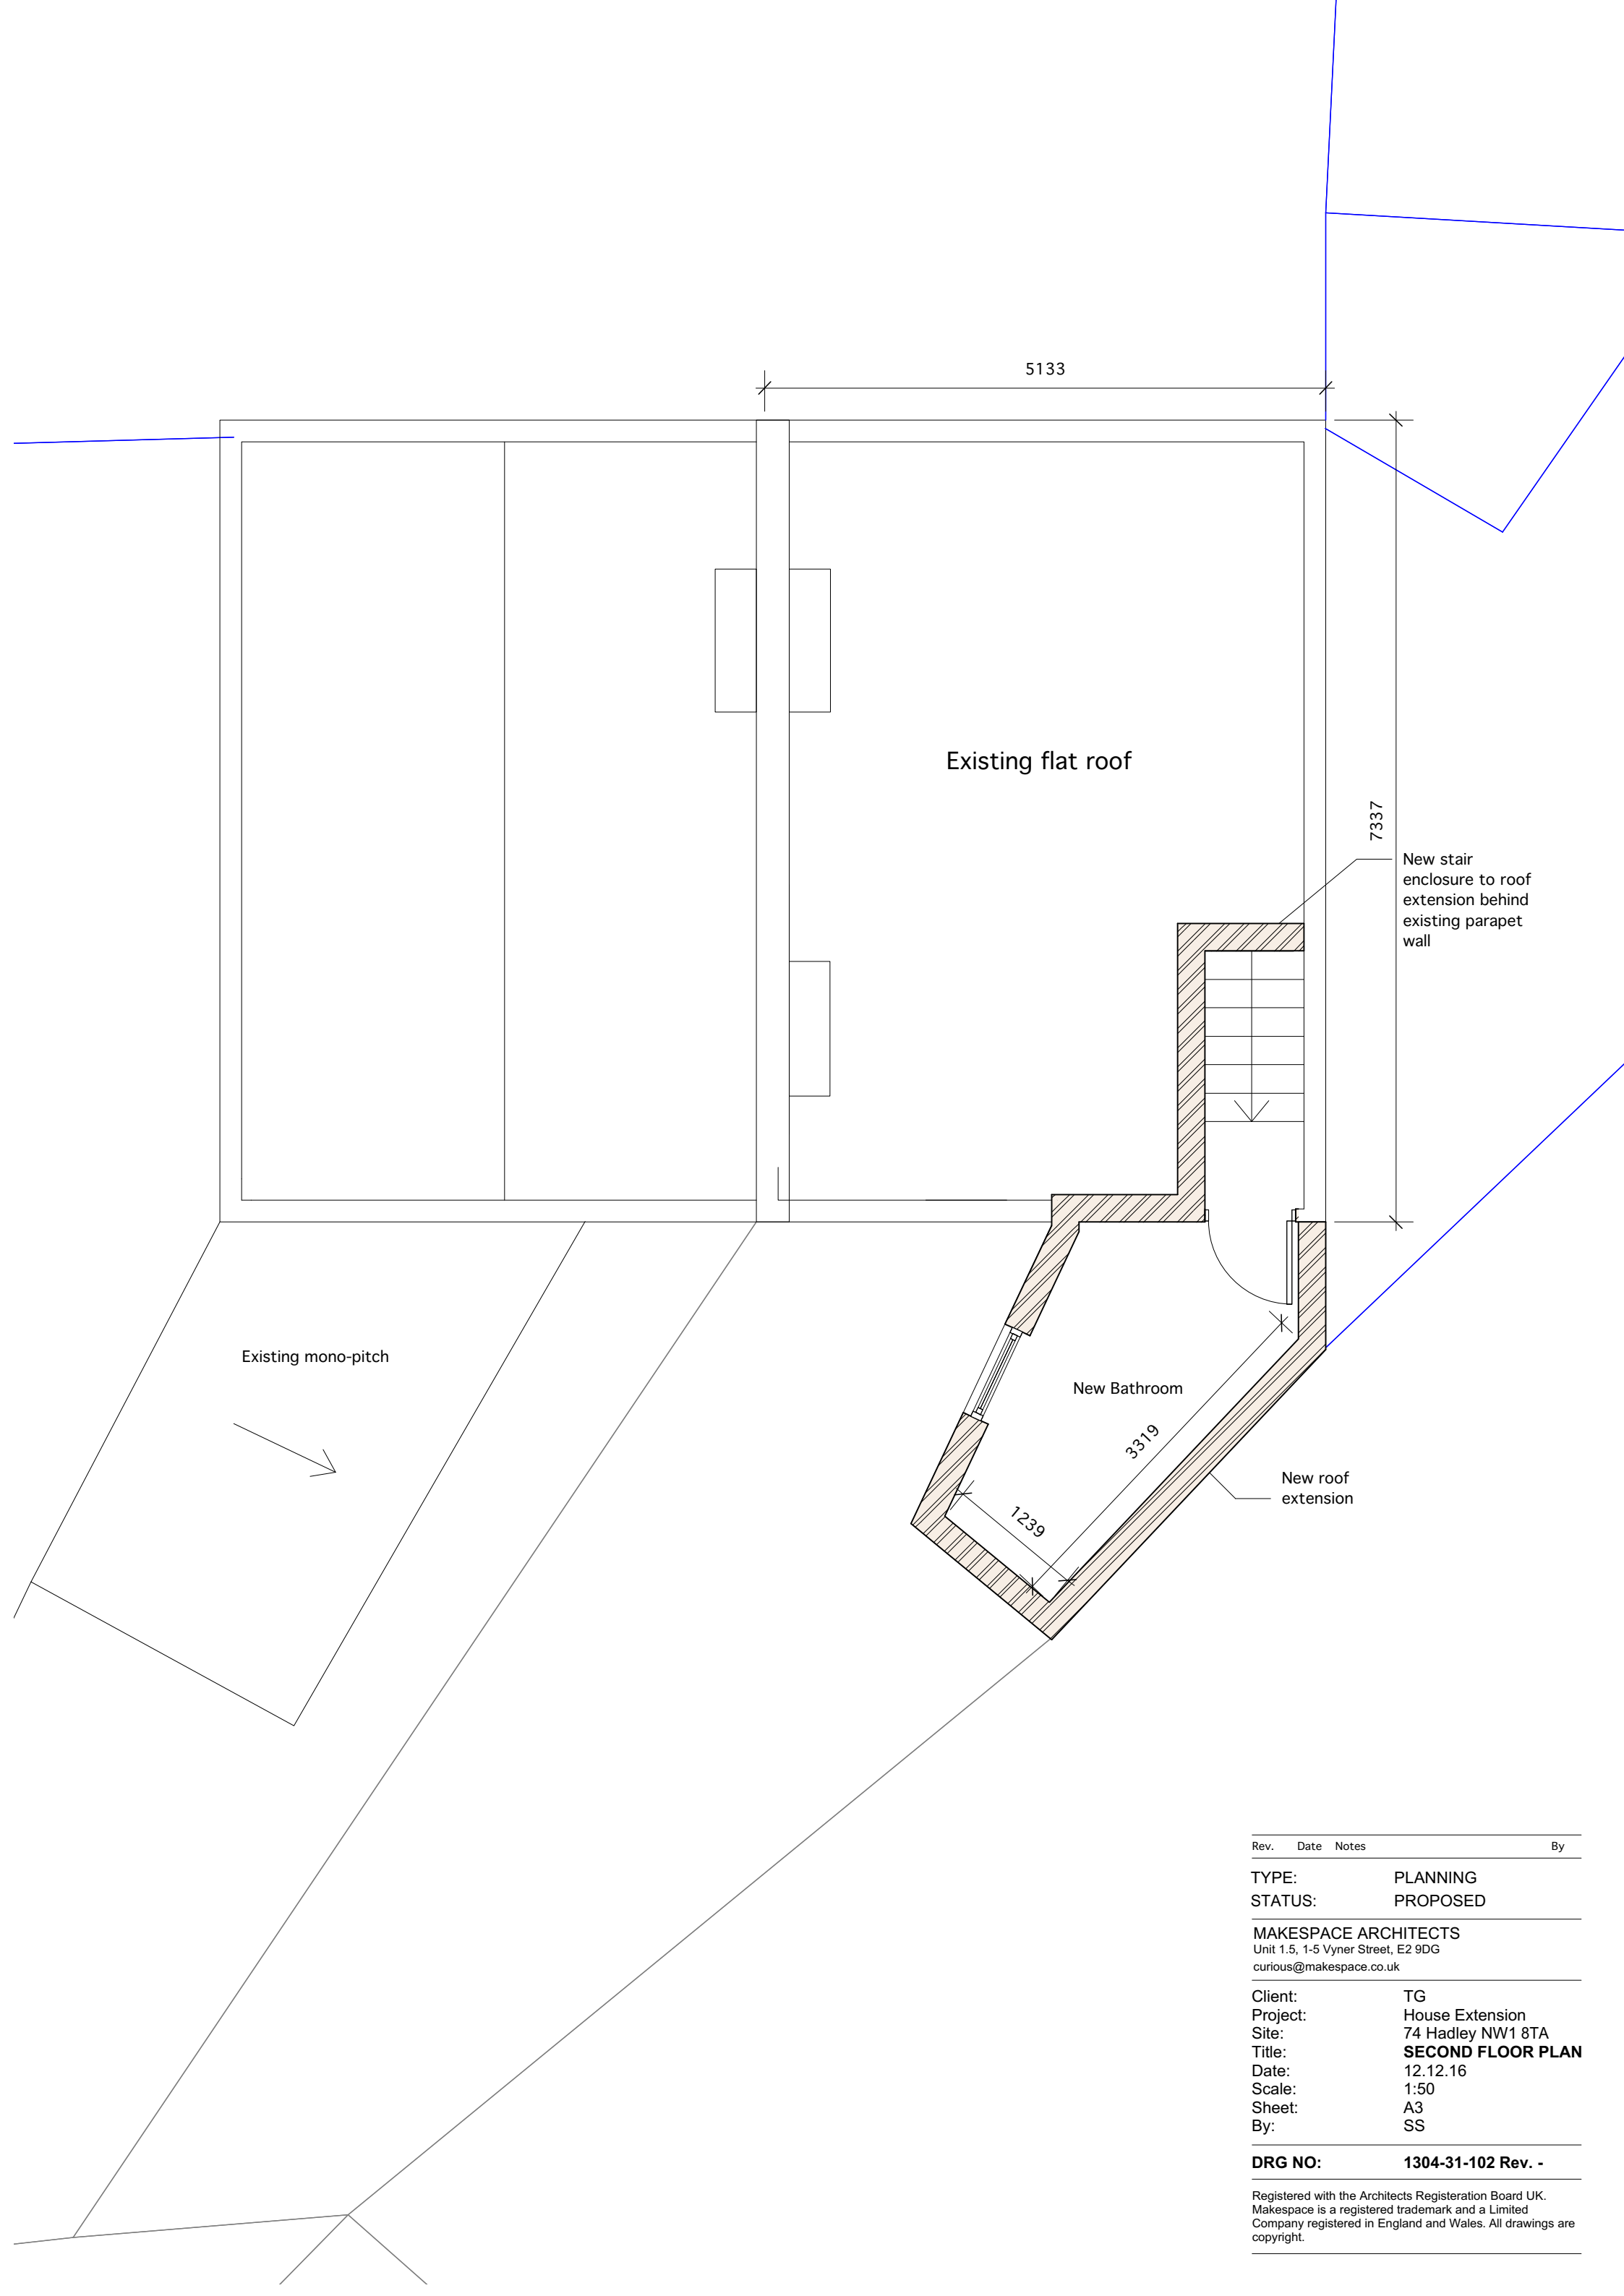 5133
Existing flat roof
7337
New stair
enclosure to roof
extension behind
existing parapet
wall
Existing mono-pitch
New Bathroom
3319
1239
New roof
extension
Rev. Date Notes By
TYPE: PLANNING
STATUS: PROPOSED
MAKESPACE ARCHITECTS
Unit 1.5, 1-5 Vyner Street, E2 9DG
curious@makespace.co.uk
Client: TG
Project: House Extension
Site: 74 Hadley NW1 8TA
Title: SECOND FLOOR PLAN
Date: 12.12.16
Scale: 1:50
Sheet: A3
By: SS
DRG NO: 1304-31-102 Rev. -
Registered with the Architects Registeration Board UK.
Makespace is a registered trademark and a Limited
Company registered in England and Wales. All drawings are
copyright.